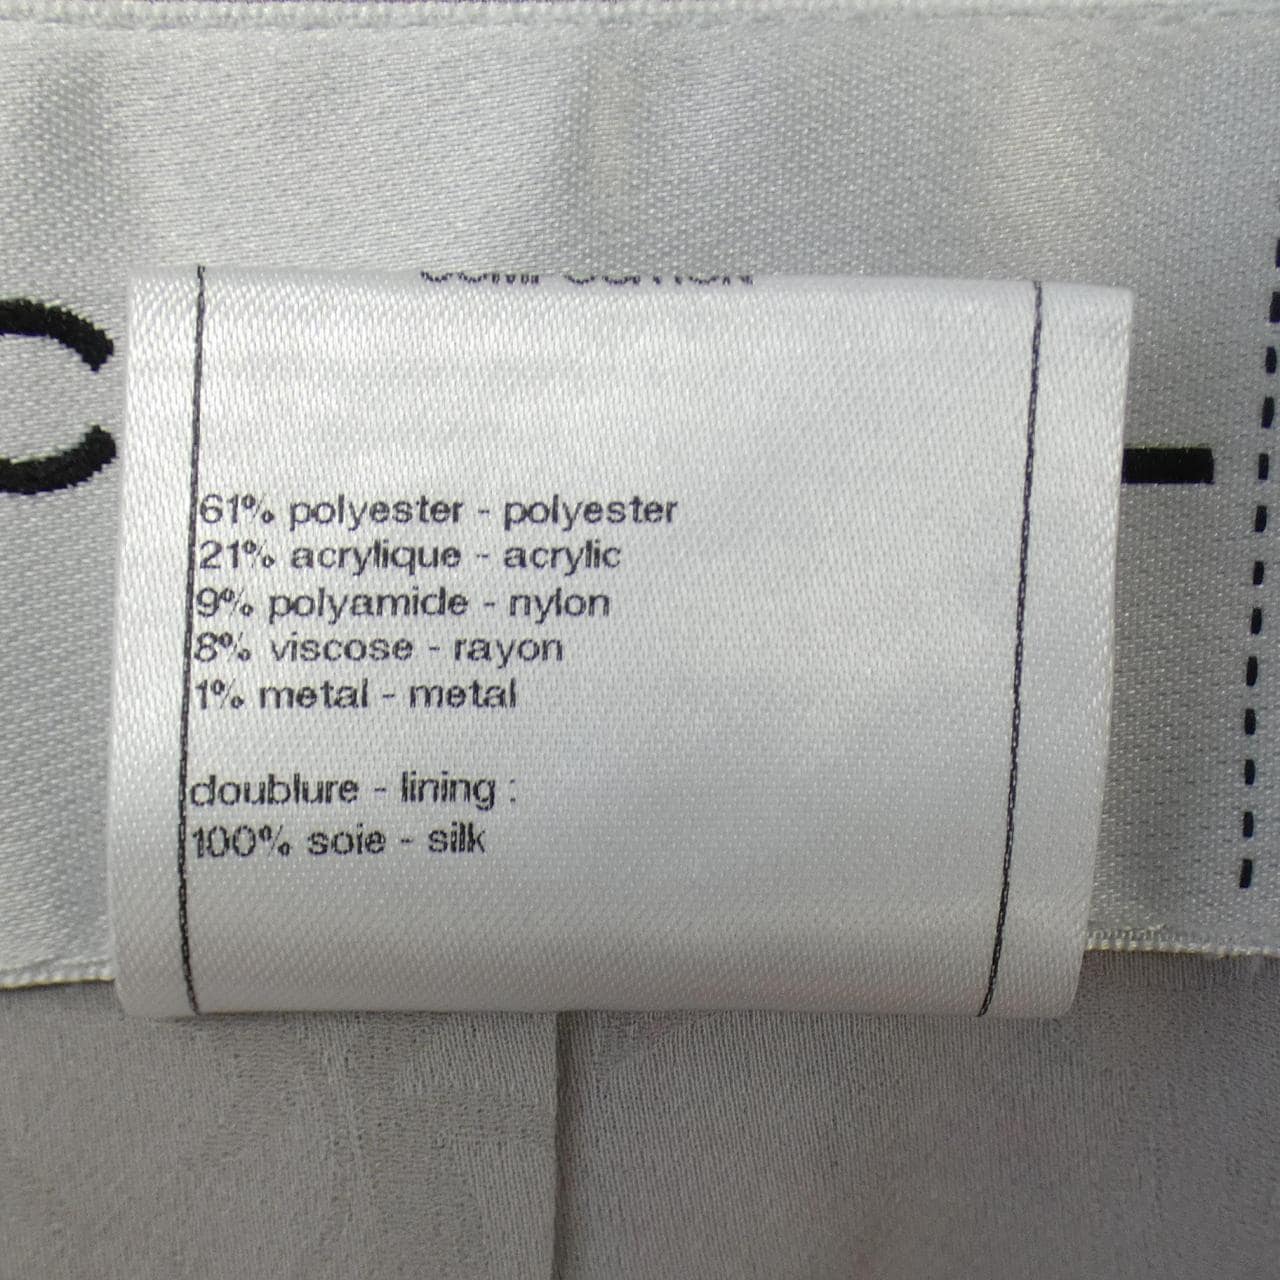 61% polyester - polyester
21% acrylique - acrylic
9% polyamide - nylon
8% viscose - rayon
1% metal - metal
doublure - lining :
100% soie - silk